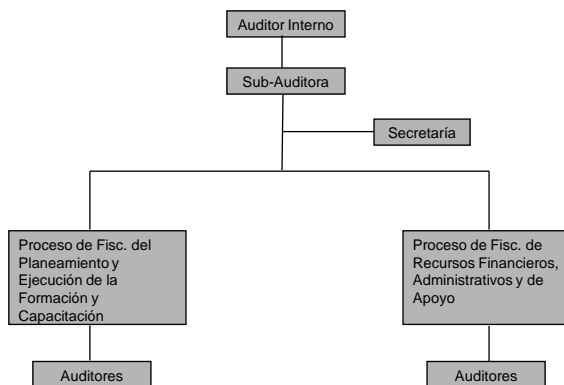 Auditor Interno
Sub-Auditora
Secretaría
Proceso de Fisc. del
Planeamiento y
Ejecución de la
Formación y
Capacitación
Proceso de Fisc. de
Recursos Financieros,
Administrativos y de
Apoyo
Auditores
Auditores